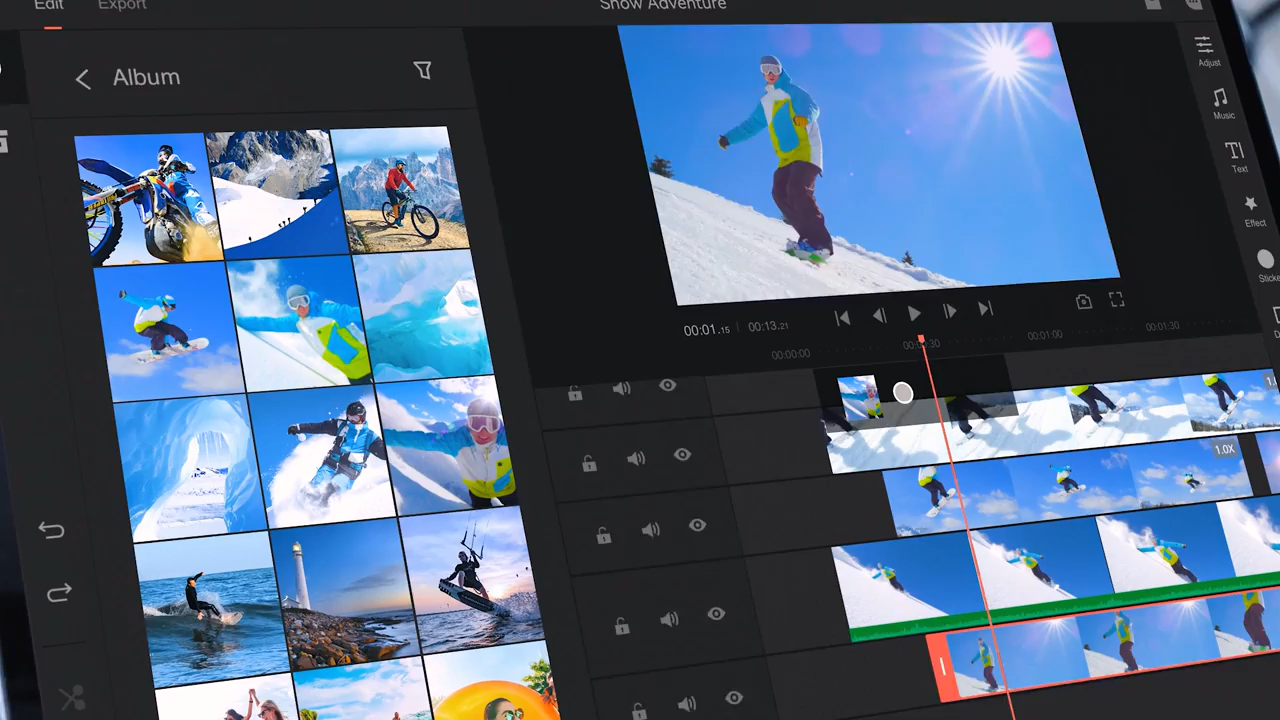 Edit
Export
Snow Adventure
Album
Adjust
Music
Text
Effect
00:01.15 | 00:13.21
00:00:00
00:01:00
00:01:30
1.0X